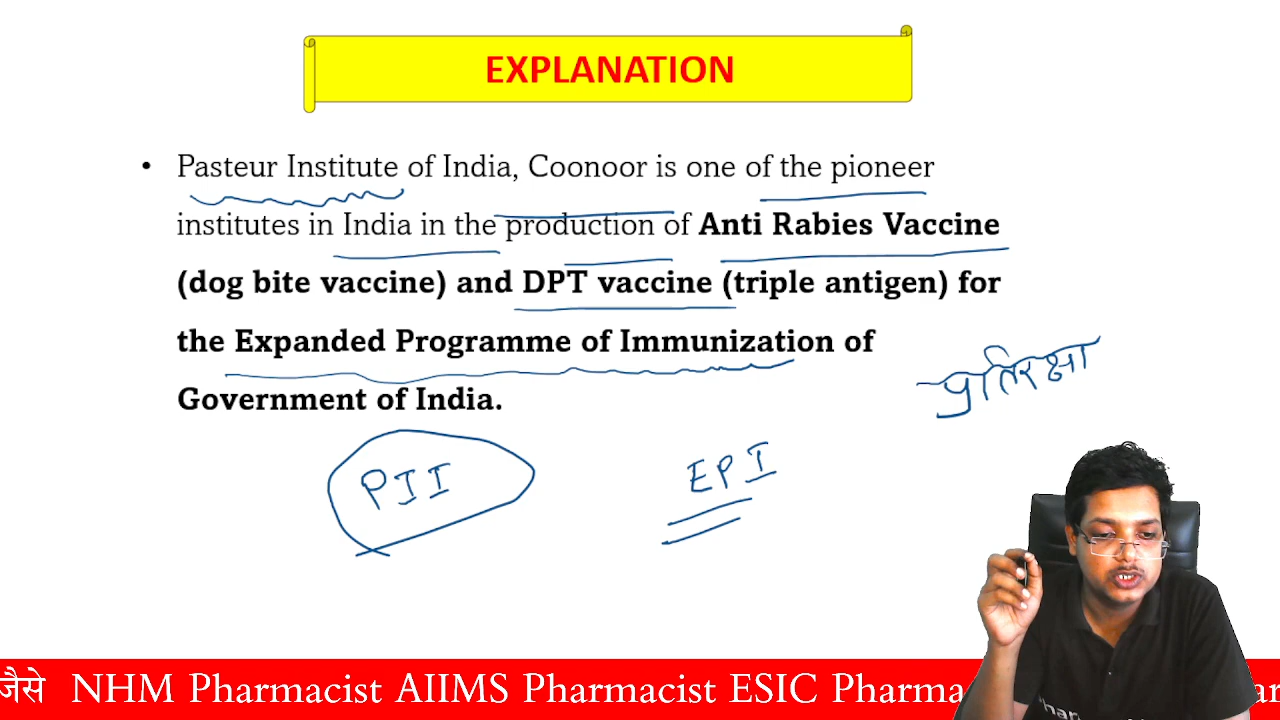 EXPLANATION
• Pasteur Institute of India, Coonoor is one of the pioneer
institutes in India in the production of Anti Rabies Vaccine
(dog bite vaccine) and DPT vaccine (triple antigen) for
the Expanded Programme of Immunization of
Government of India.
प्रतिरक्षा
PII
EPI
जैसे NHM Pharmacist AIIMS Pharmacist ESIC Pharma